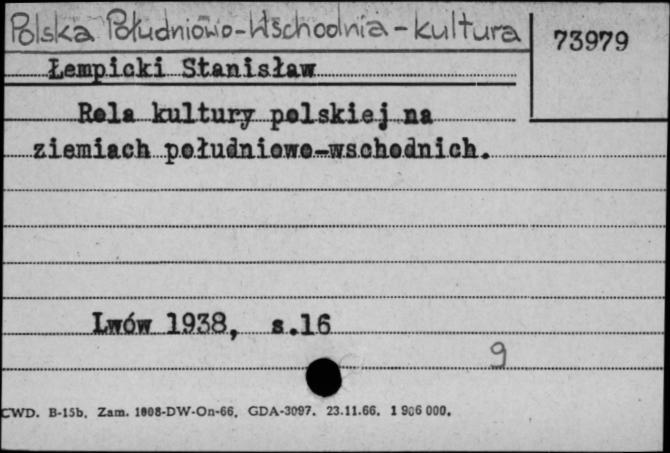 Polska Południowo-Wschodnia - kultura
73979
Łempicki Stanisław
Rola kultury polskiej na
ziemiach południowo-wschodnich.
Lwów 1938, s.16
9
CWD. B-15b. Zam. 1808-DW-On-66. GDA-3097. 23.11.66. 1 906 000.